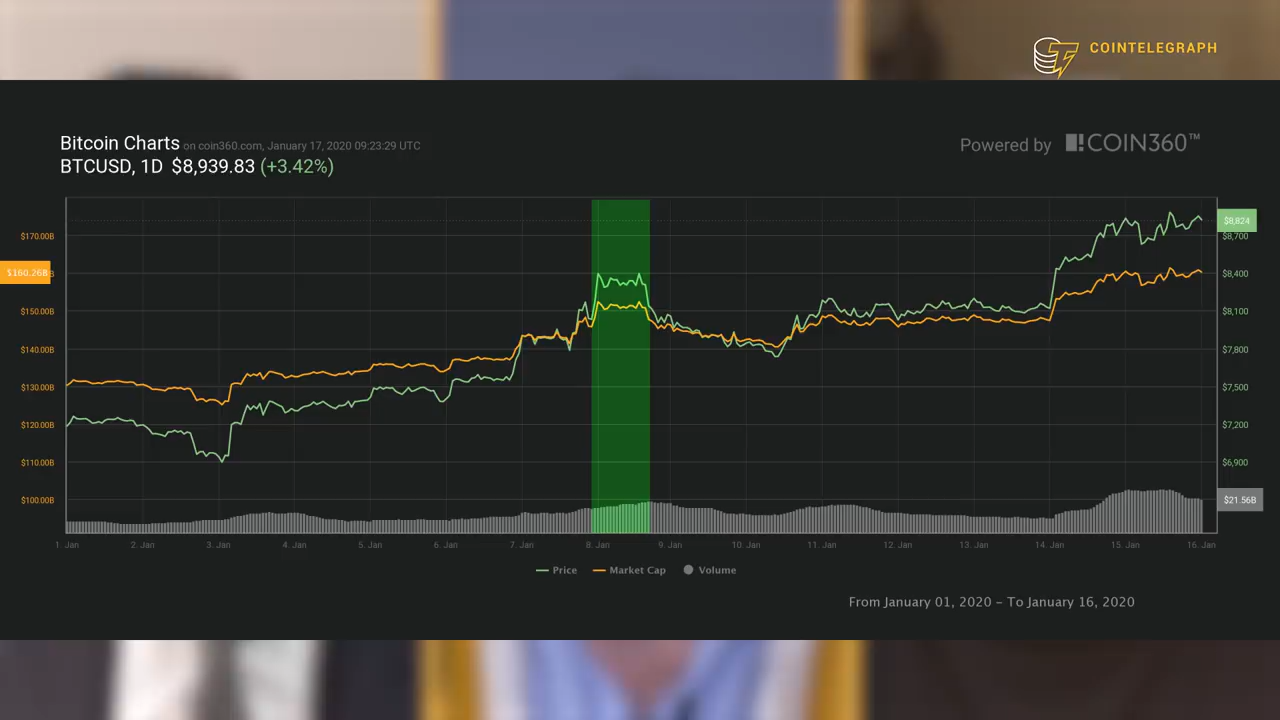 COINTELEGRAPH
Bitcoin Charts on coin360.com, January 17, 2020 09:23:29 UTC
BTCUSD, 1D $8,939.83 (+3.42%)
Powered by COIN360™
$170.00B
$160.26B
$150.00B
$140.00B
$130.00B
$120.00B
$110.00B
$100.00B
$8,824
$8,700
$8,400
$8,100
$7,800
$7,500
$7,200
$6,900
$21.56B
1. Jan 2. Jan 3. Jan 4. Jan 5. Jan 6. Jan 7. Jan 8. Jan 9. Jan 10. Jan 11. Jan 12. Jan 13. Jan 14. Jan 15. Jan 16. Jan
Price Market Cap Volume
From January 01, 2020 – To January 16, 2020